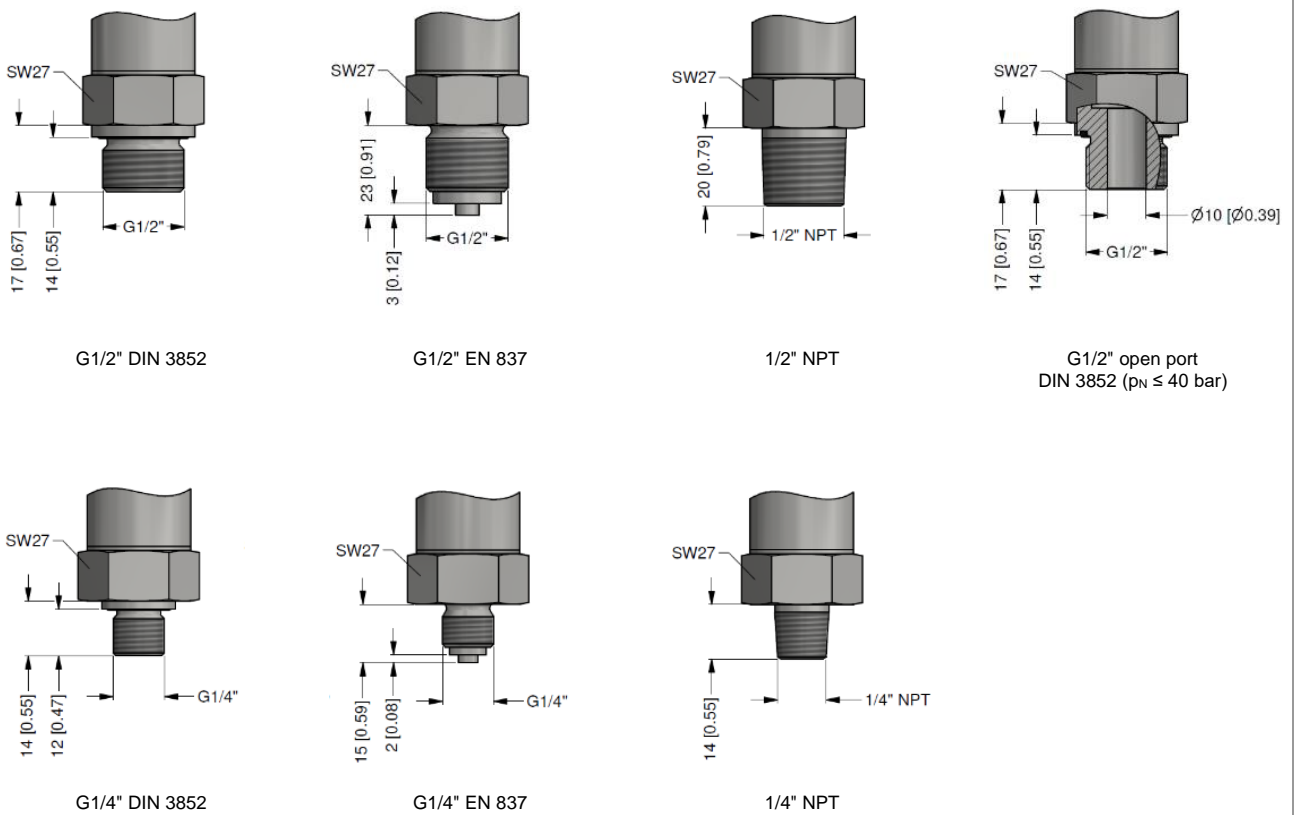 SW27
17 [0.67]
14 [0.55]
G1/2"
G1/2" DIN 3852
SW27
23 [0.91]
3 [0.12]
G1/2"
G1/2" EN 837
SW27
20 [0.79]
1/2" NPT
1/2" NPT
SW27
17 [0.67]
14 [0.55]
Ø10 [Ø0.39]
G1/2"
G1/2" open port
DIN 3852 (pN ≤ 40 bar)
SW27
14 [0.55]
12 [0.47]
G1/4"
G1/4" DIN 3852
SW27
15 [0.59]
2 [0.08]
G1/4"
G1/4" EN 837
SW27
14 [0.55]
1/4" NPT
1/4" NPT